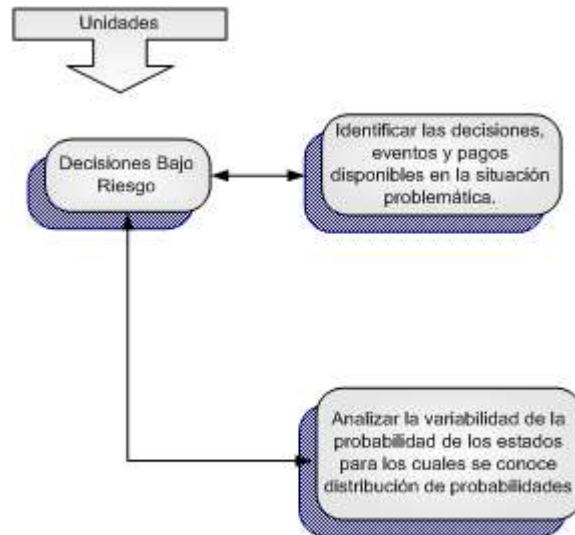 Unidades
Decisiones Bajo
Riesgo
Identificar las decisiones,
eventos y pagos
disponibles en la situación
problemática.
Analizar la variabilidad de la
probabilidad de los estados
para los cuales se conoce
distribución de probabilidades